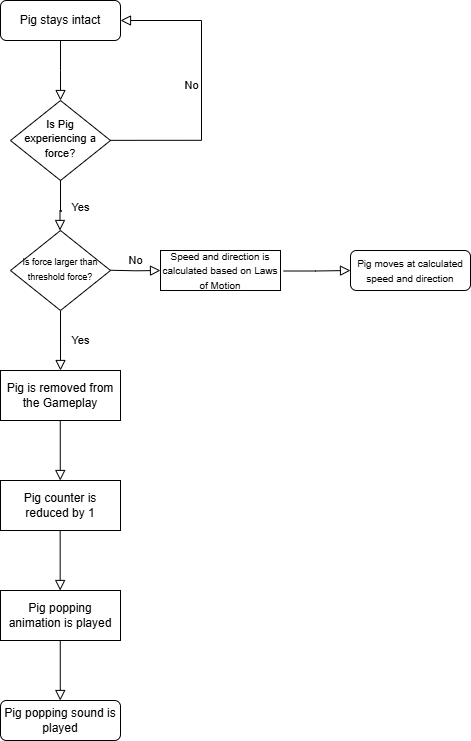 Pig stays intact
No
Is Pig
experiencing a
force?
Yes
Is force larger than
threshold force?
No
Speed and direction is
calculated based on Laws
of Motion
Pig moves at calculated
speed and direction
Yes
Pig is removed from
the Gameplay
Pig counter is
reduced by 1
Pig popping
animation is played
Pig popping sound is
played